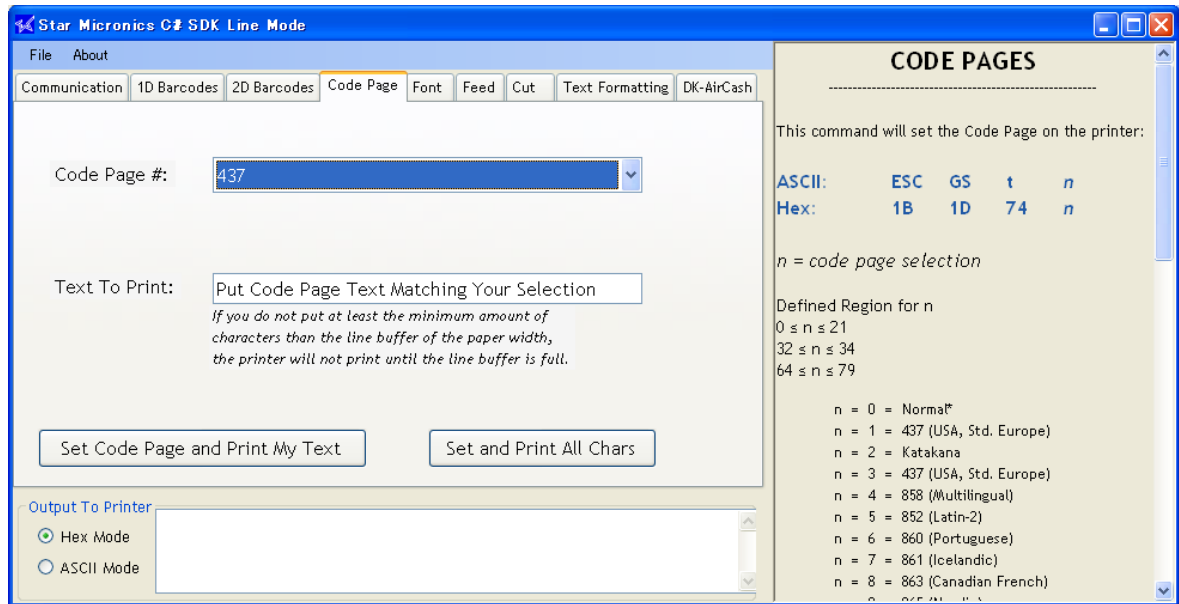 Star Micronics C# SDK Line Mode
File About
Communication 1D Barcodes 2D Barcodes Code Page Font Feed Cut Text Formatting DK-AirCash
Code Page #:
437
Text To Print:
Put Code Page Text Matching Your Selection
If you do not put at least the minimum amount of
characters than the line buffer of the paper width,
the printer will not print until the line buffer is full.
Set Code Page and Print My Text
Set and Print All Chars
Output To Printer
Hex Mode
ASCII Mode
CODE PAGES
This command will set the Code Page on the printer:
ASCII: ESC GS t n
Hex: 1B 1D 74 n
n = code page selection
Defined Region for n
0 ≤ n ≤ 21
32 ≤ n ≤ 34
64 ≤ n ≤ 79
n = 0 = Normal*
n = 1 = 437 (USA, Std. Europe)
n = 2 = Katakana
n = 3 = 437 (USA, Std. Europe)
n = 4 = 858 (Multilingual)
n = 5 = 852 (Latin-2)
n = 6 = 860 (Portuguese)
n = 7 = 861 (Icelandic)
n = 8 = 863 (Canadian French)